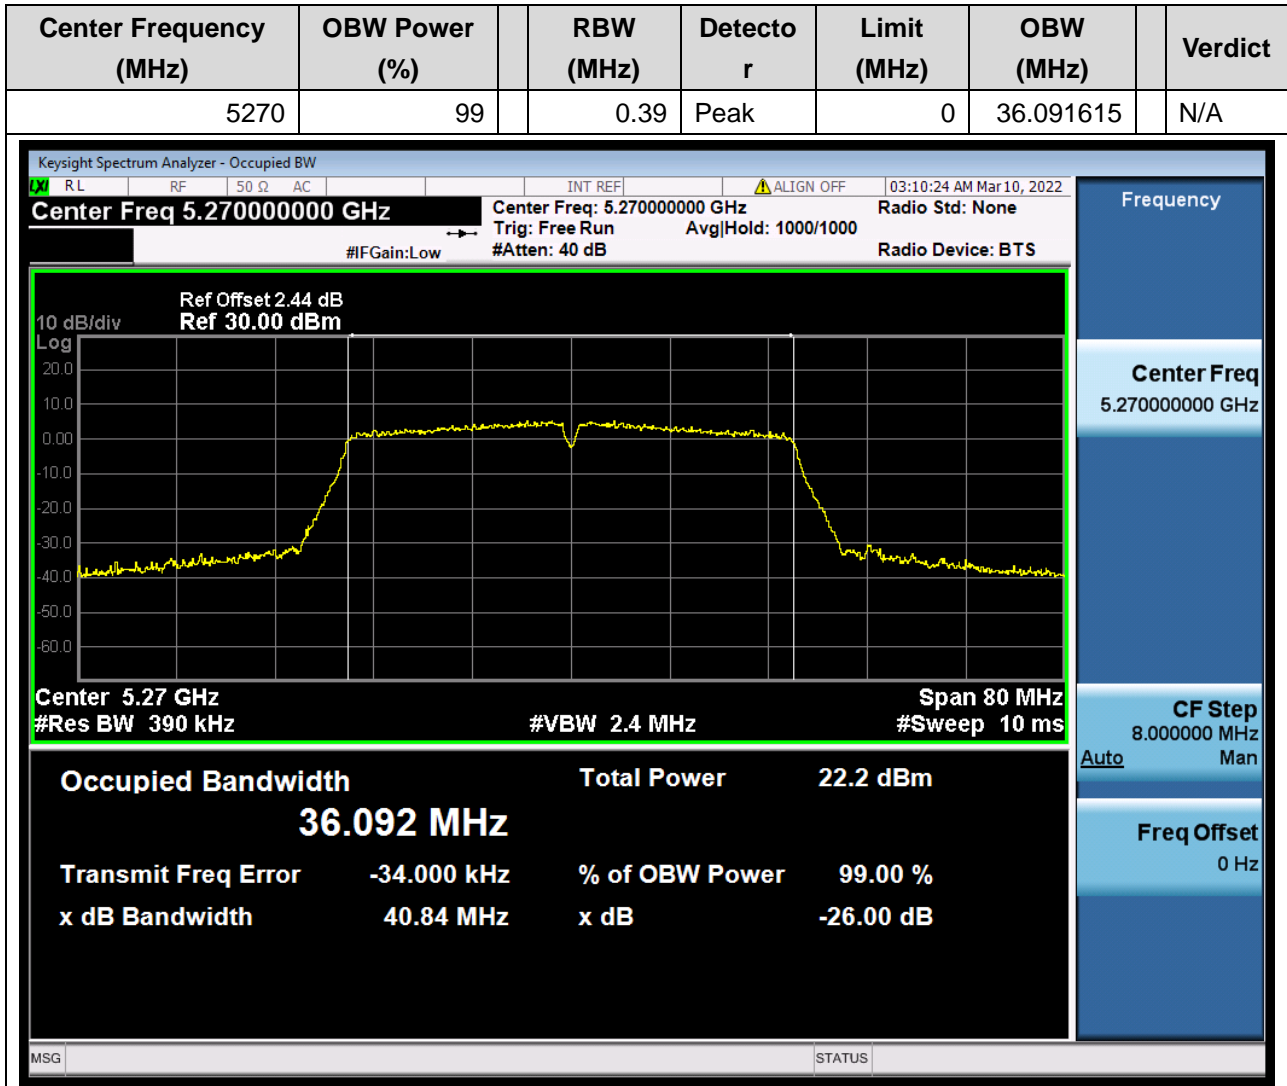 Center Frequency (MHz) OBW Power (%) RBW (MHz) Detecto r Limit (MHz) OBW (MHz) Verdict
5270 99 0.39 Peak 0 36.091615 N/A
Keysight Spectrum Analyzer - Occupied BW
LXI RL RF 50 Ω AC INT REF ALIGN OFF 03:10:24 AM Mar 10, 2022
Center Freq 5.270000000 GHz
Center Freq: 5.270000000 GHz
Radio Std: None
Trig: Free Run Avg|Hold: 1000/1000
#IFGain:Low
#Atten: 40 dB
Radio Device: BTS
Frequency
Ref Offset 2.44 dB
10 dB/div Ref 30.00 dBm
Log
20.0
10.0
0.00
-10.0
-20.0
-30.0
-40.0
-50.0
-60.0
Center Freq
5.270000000 GHz
Center 5.27 GHz Span 80 MHz
#Res BW 390 kHz #VBW 2.4 MHz #Sweep 10 ms
CF Step
8.000000 MHz
Auto Man
Occupied Bandwidth Total Power 22.2 dBm
36.092 MHz
Transmit Freq Error -34.000 kHz % of OBW Power 99.00 %
x dB Bandwidth 40.84 MHz x dB -26.00 dB
Freq Offset
0 Hz
MSG STATUS